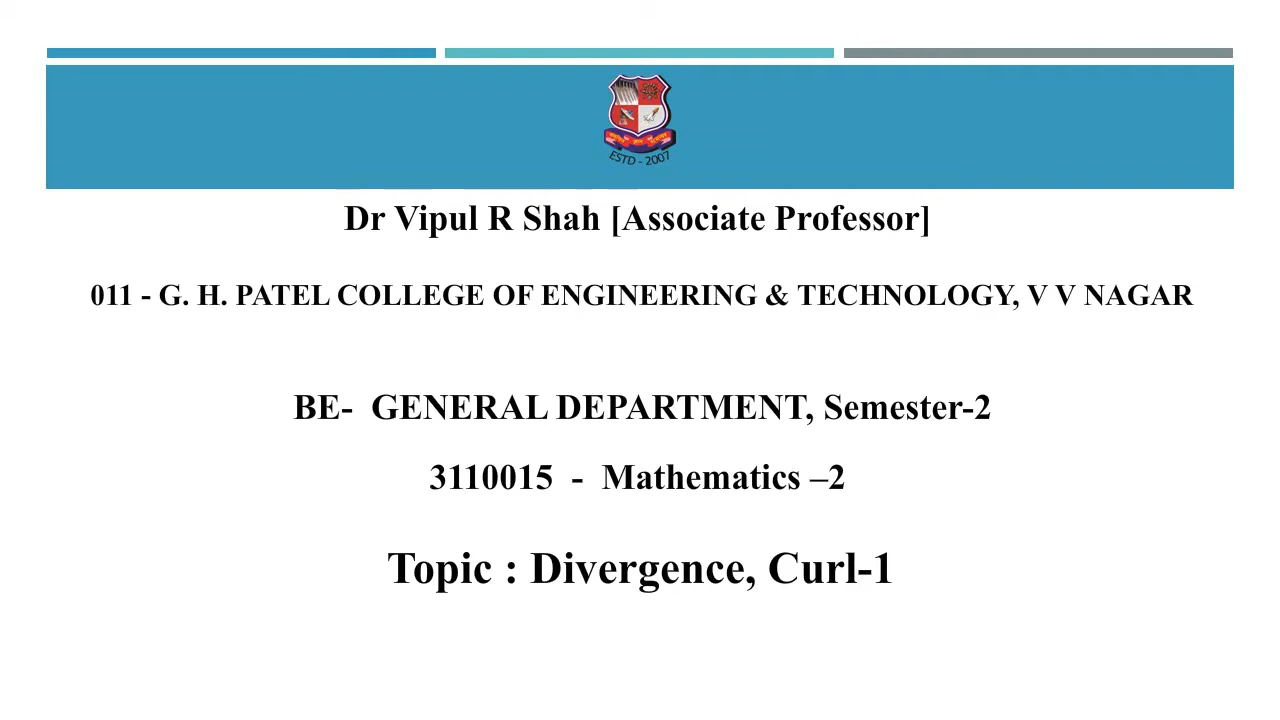 ESTD - 2007
Dr Vipul R Shah [Associate Professor]
011 - G. H. PATEL COLLEGE OF ENGINEERING & TECHNOLOGY, V V NAGAR
BE- GENERAL DEPARTMENT, Semester-2
3110015 - Mathematics –2
Topic : Divergence, Curl-1